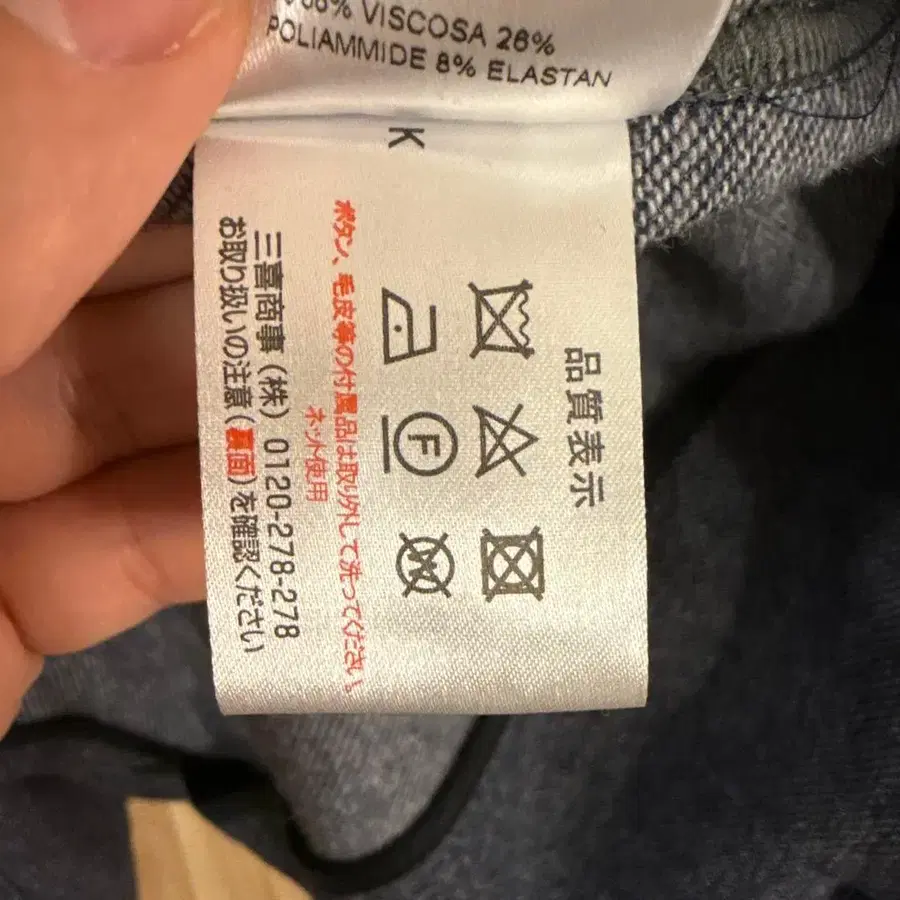 VISCOSA 26%
POLIAMMIDE 8% ELASTAN
K
品質表示
F
W
ボタン、毛皮等の付属品は取り外して洗ってください。
ネット使用
三喜商事(株) 0120-278-278
お取り扱いの注意(裏面)を確認ください